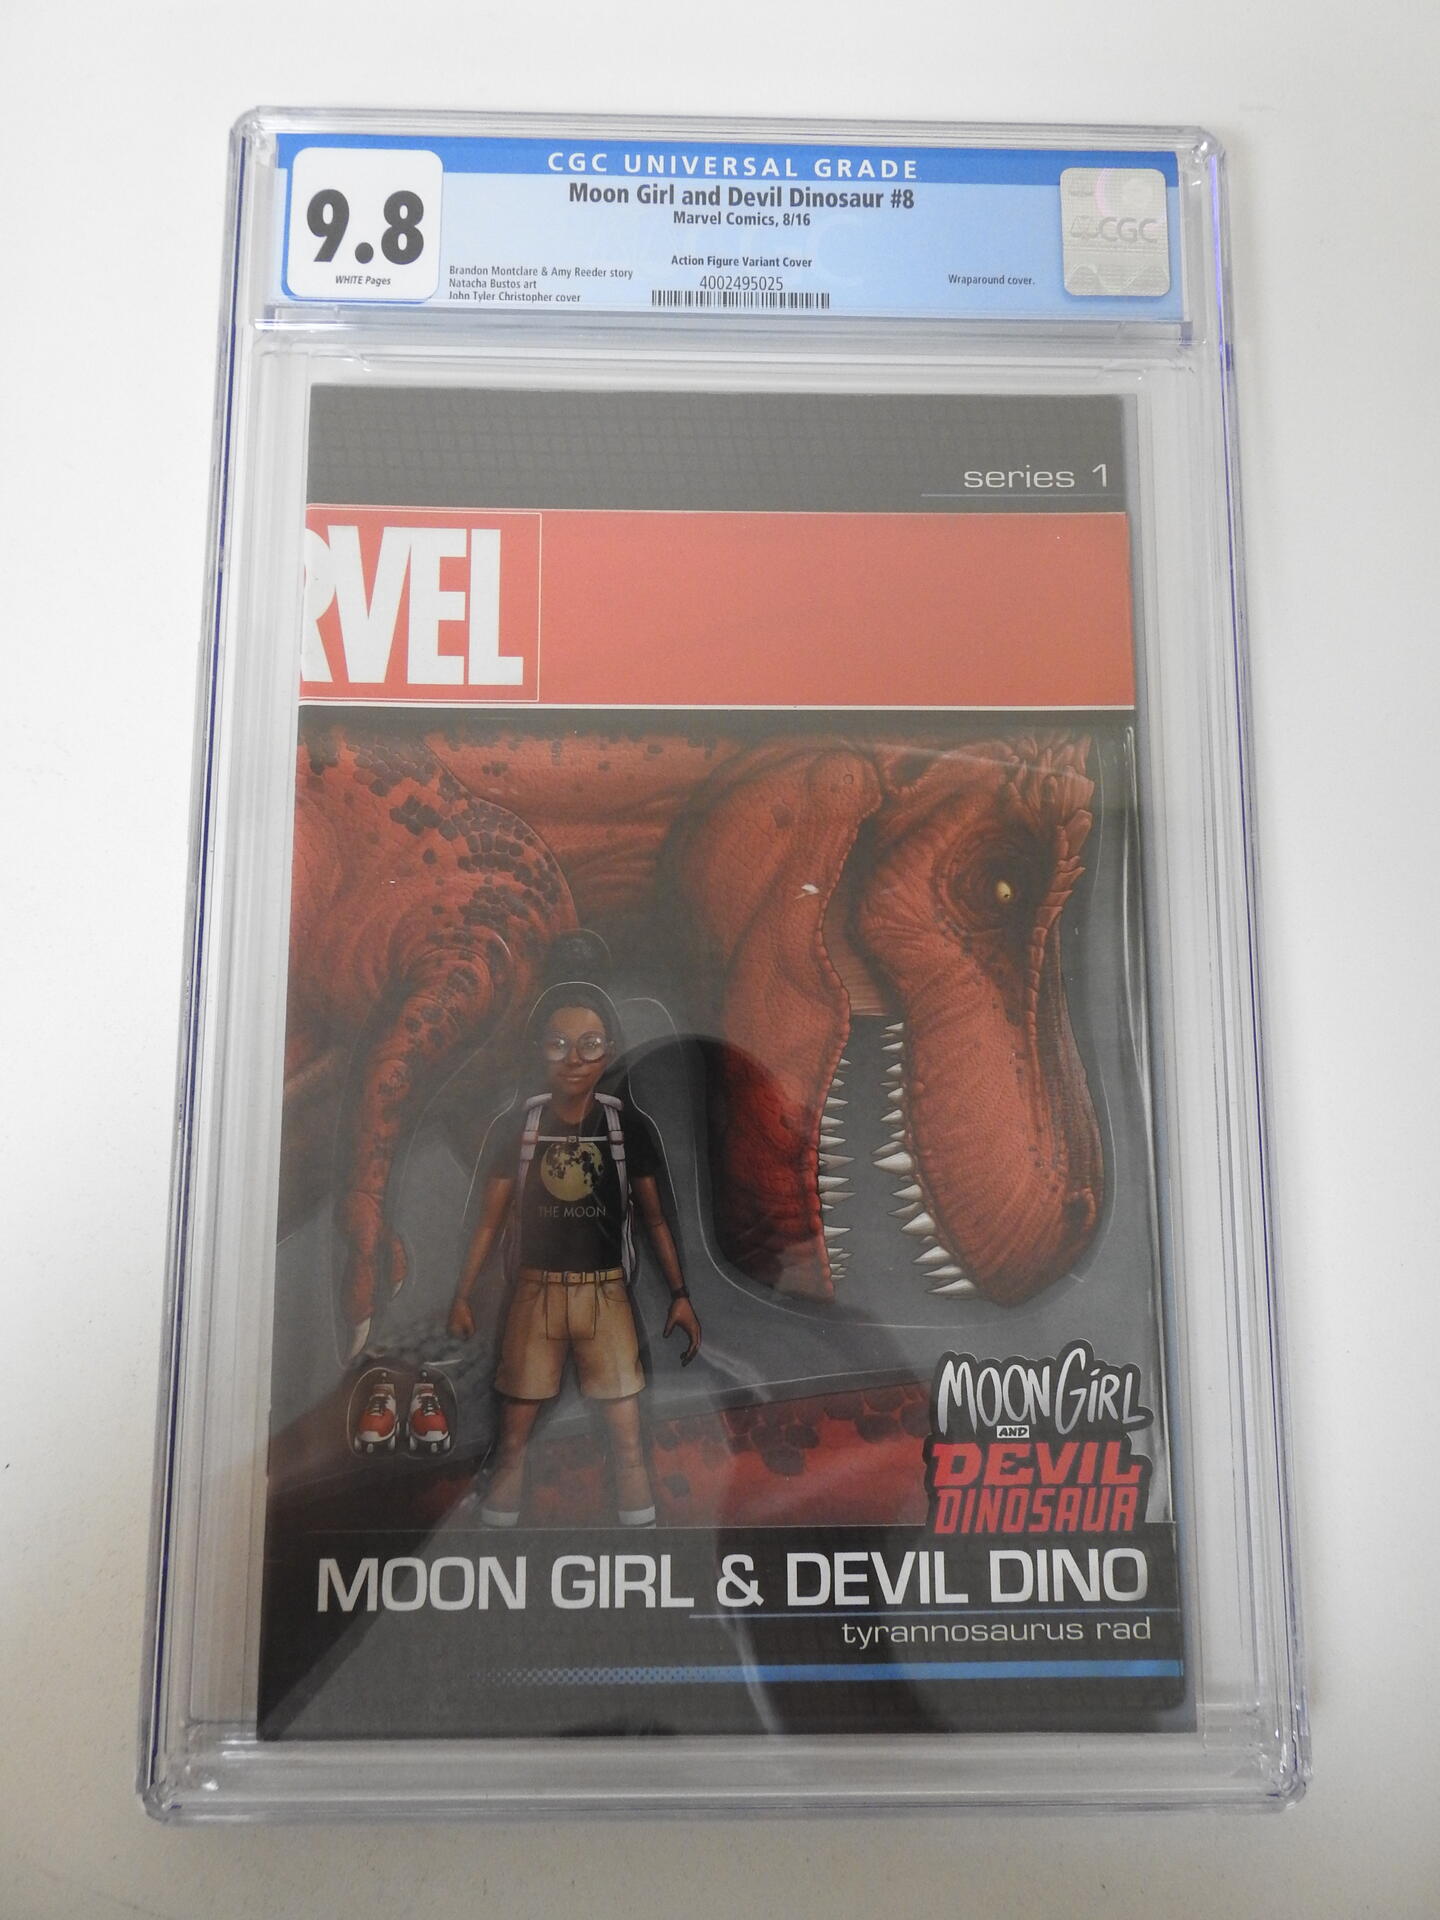 CGC UNIVERSAL GRADE
9.8
WHITE Pages
Moon Girl and Devil Dinosaur #8
Marvel Comics, 8/16
Action Figure Variant Cover
4002495025
Brandon Montclare & Amy Reeder story
Natacha Bustos art
John Tyler Christopher cover
Wraparound cover.
CGC
series 1
RVEL
THE MOON
MOON GIRL
AND
DEVIL
DINOSAUR
MOON GIRL & DEVIL DINO
tyrannosaurus rad